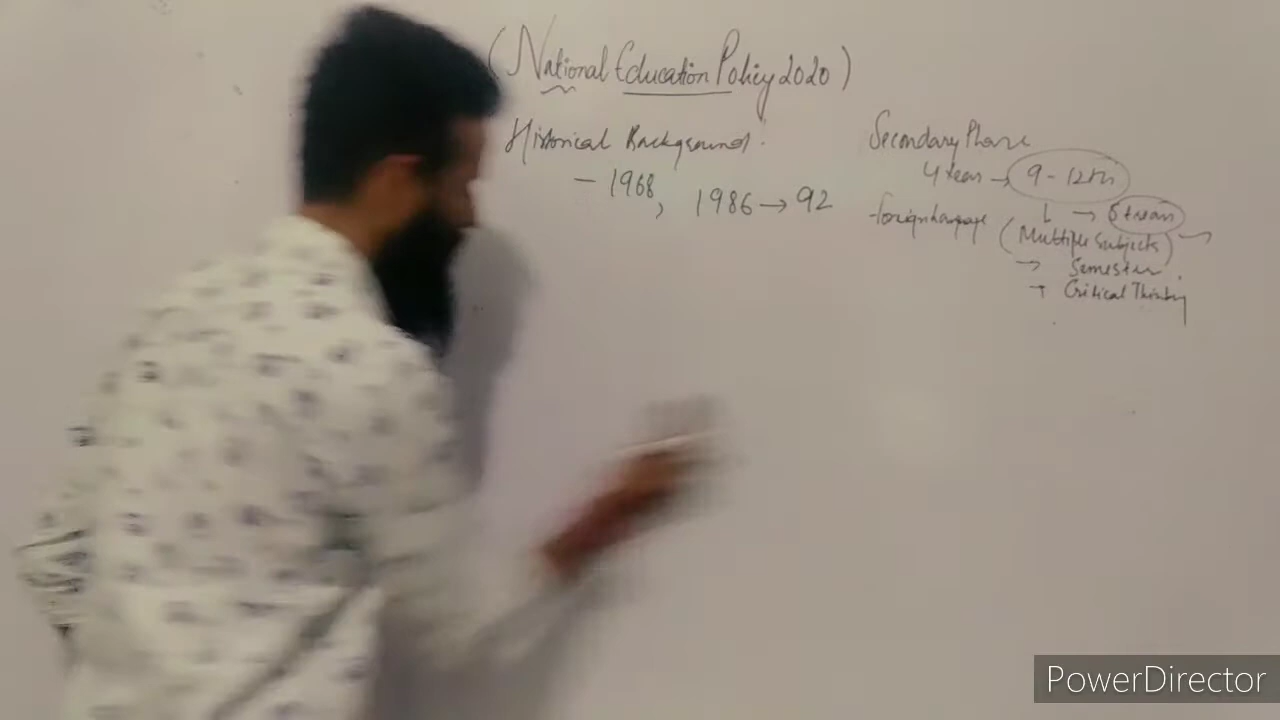 (National Education Policy 2020)
Historical Background:
– 1968, 1986 → 92
Secondary Phase
4 Years → 9 - 12th
→ Stream
foreign language (Multiple Subjects)
→ Semester.
→ Critical Thinking
PowerDirector